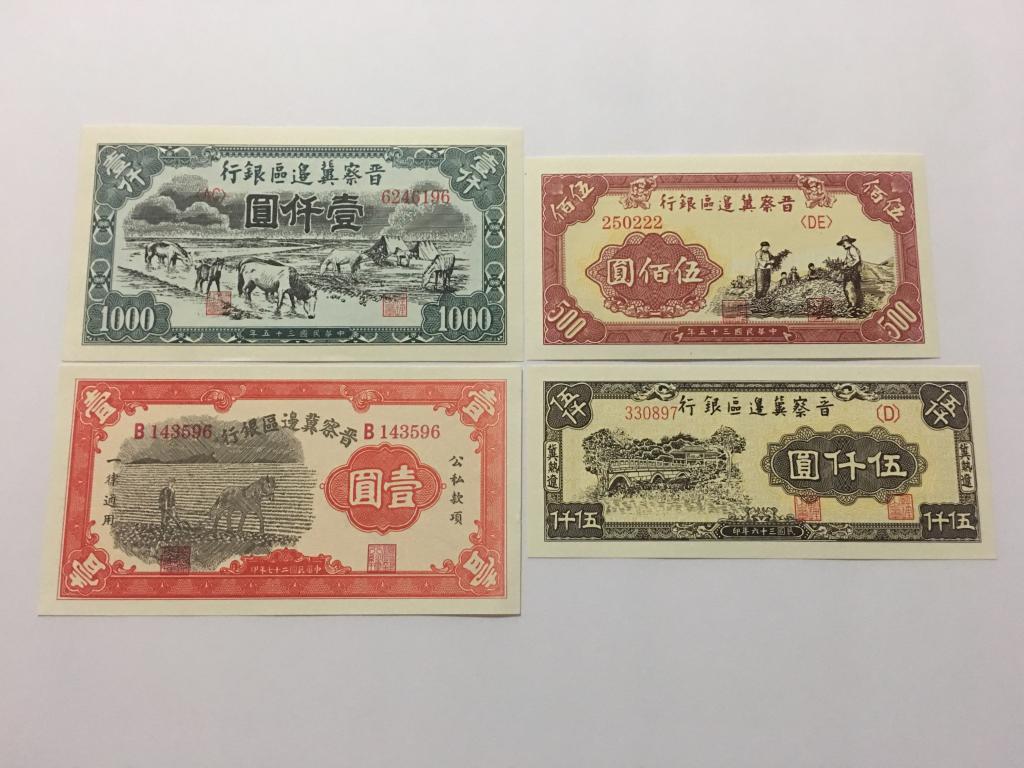 壹仟
壹仟
晋察冀邊區銀行
6246196
壹仟圓
1000
1000
中華民國三十五年
伍佰
伍佰
晋察冀邊區銀行
250222
〈DE〉
伍佰圓
500
500
中華民國三十五年
壹
壹
晉察冀邊區銀行
B 143596
B 143596
公私款項
壹圓
一律通用
壹
壹
中華民國二十七年印
伍仟
伍仟
晋察冀邊區銀行
330897
(D)
冀熱遼
冀熱遼
伍仟圓
伍仟
伍仟
民國三十六年印